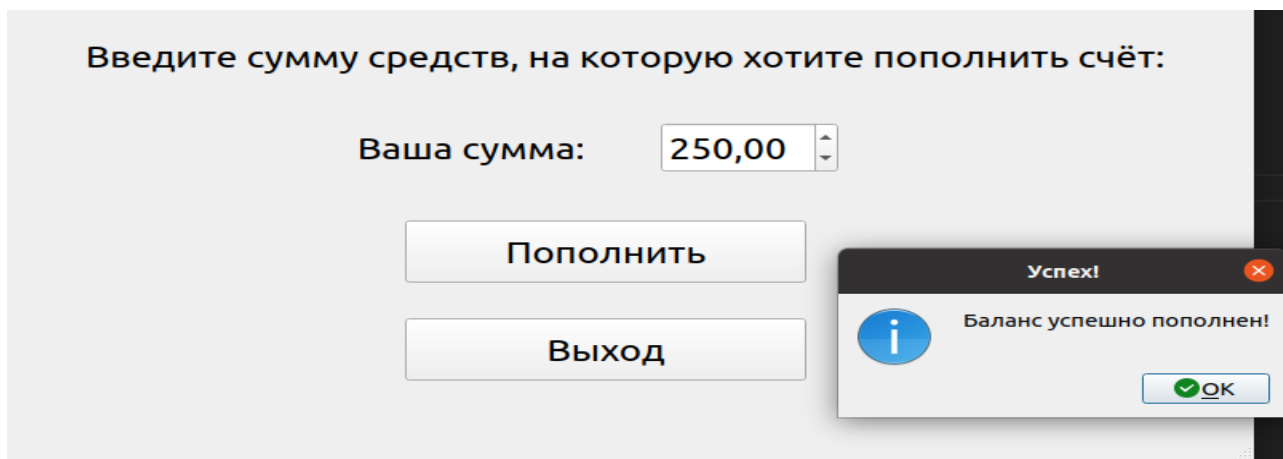 Введите сумму средств, на которую хотите пополнить счёт:
Ваша сумма: 250,00
Пополнить
Выход
Успех!
Баланс успешно пополнен!
OK